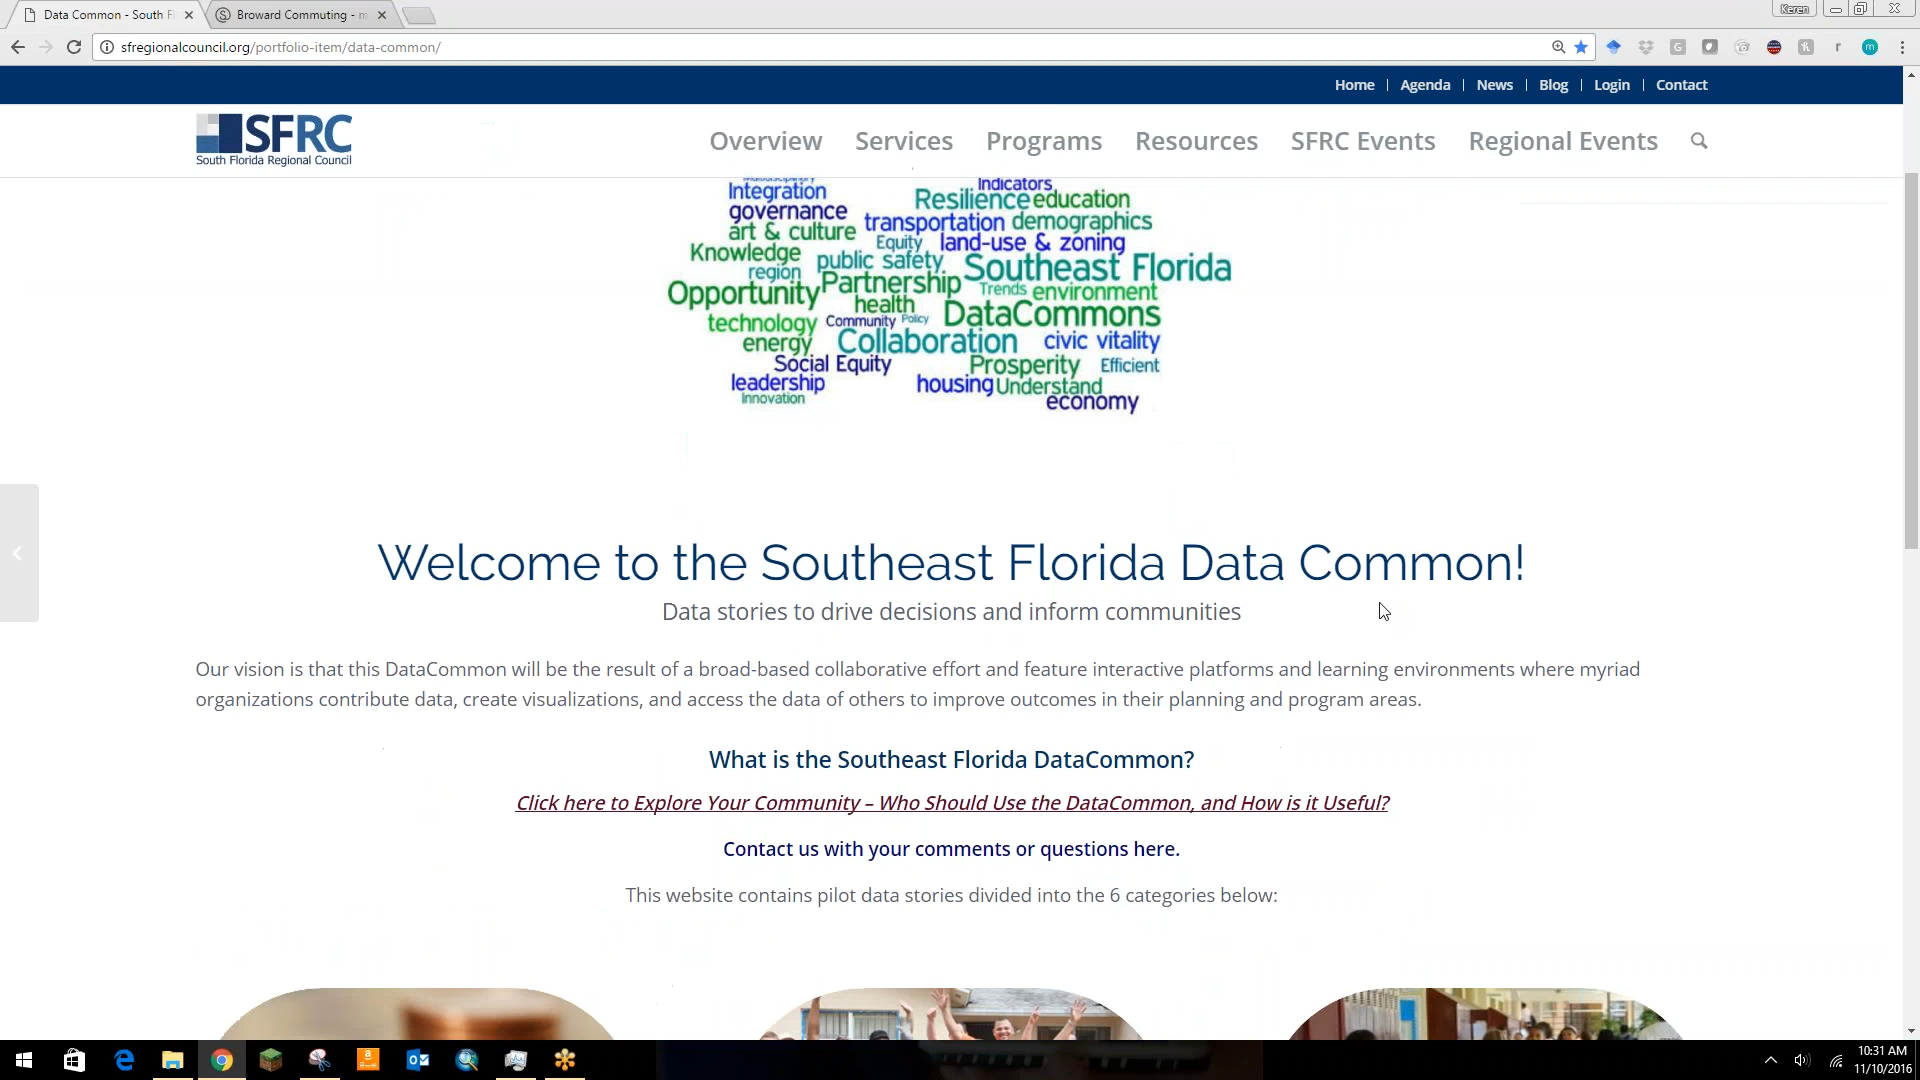 Data Common - South Fl
Broward Commuting - m
Keren
sfregionalcouncil.org/portfolio-item/data-common/
Home | Agenda | News | Blog | Login | Contact
SFRC
South Florida Regional Council
Overview Services Programs Resources SFRC Events Regional Events
Integration
Indicators
Resilience education
governance
transportation demographics
art & culture
Equity land-use & zoning
Knowledge
public safety
region
Southeast Florida
Opportunity Partnership Trends environment
health
technology Community Policy DataCommons
energy Collaboration civic vitality
Social Equity Prosperity Efficient
leadership housing Understand
Innovation economy
Welcome to the Southeast Florida Data Common!
Data stories to drive decisions and inform communities
Our vision is that this DataCommon will be the result of a broad-based collaborative effort and feature interactive platforms and learning environments where myriad
organizations contribute data, create visualizations, and access the data of others to improve outcomes in their planning and program areas.
What is the Southeast Florida DataCommon?
Click here to Explore Your Community – Who Should Use the DataCommon, and How is it Useful?
Contact us with your comments or questions here.
This website contains pilot data stories divided into the 6 categories below:
10:31 AM
11/10/2016